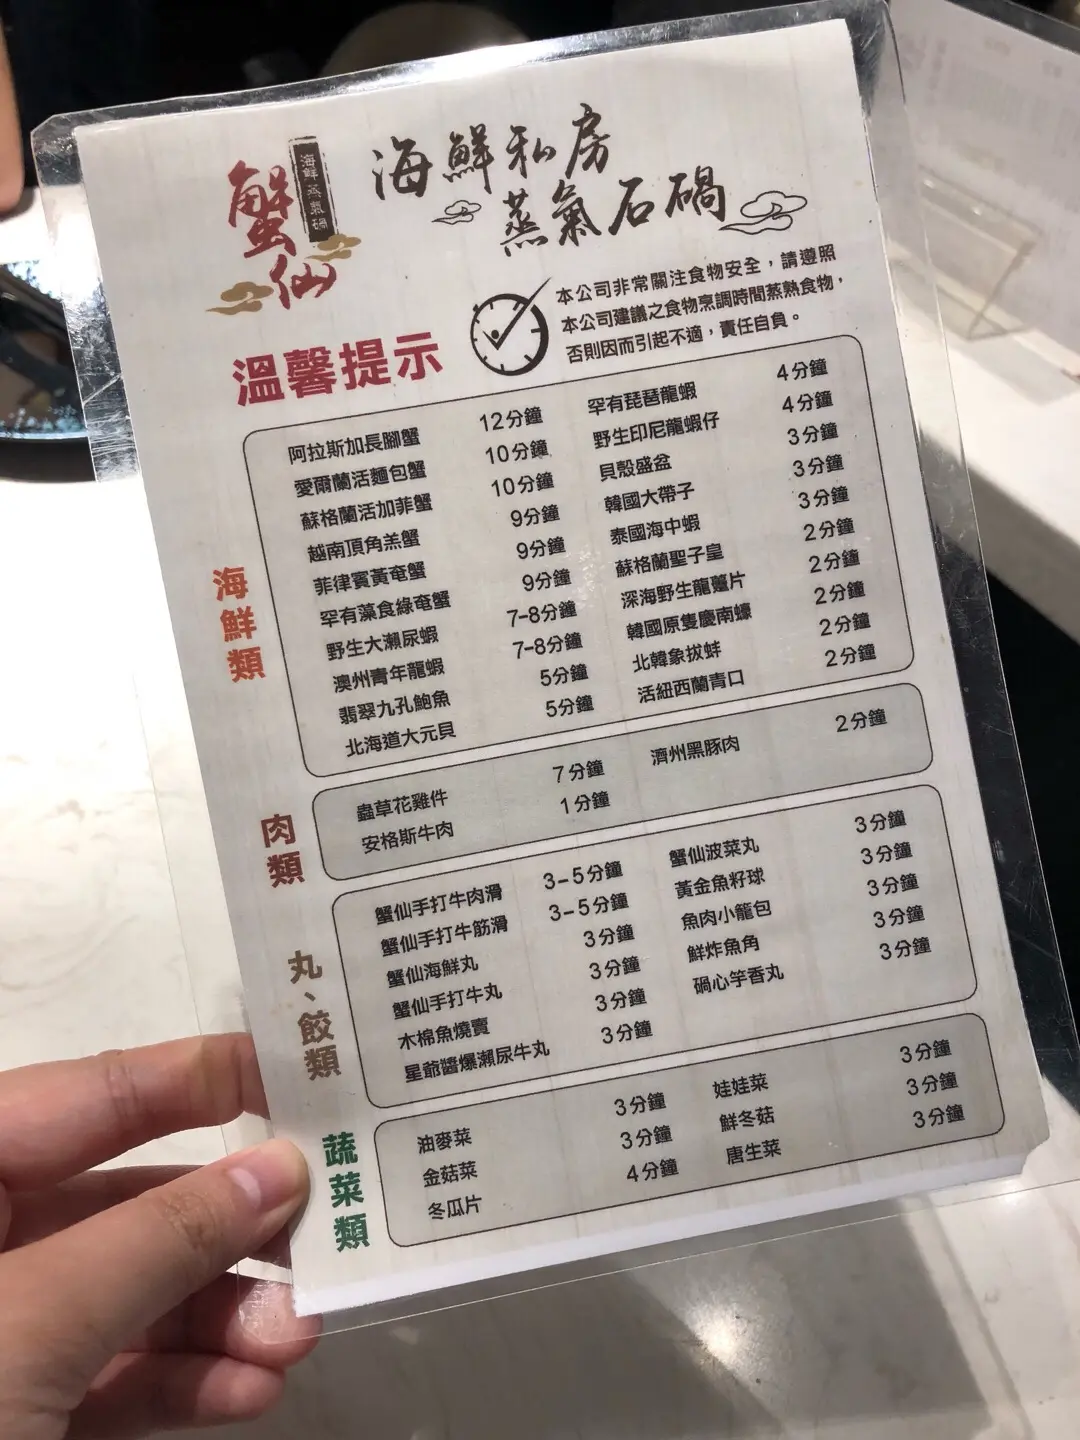 蟹仙
海鮮蒸氣鍋
海鮮私房
蒸氣石鍋
溫馨提示
本公司非常關注食物安全，請遵照
本公司建議之食物烹調時間蒸熟食物，
否則因而引起不適，責任自負。
海鮮類
阿拉斯加長腳蟹 12分鐘
愛爾蘭活麵包蟹 10分鐘
蘇格蘭活加菲蟹 10分鐘
越南頂角羔蟹 9分鐘
菲律賓黃奄蟹 9分鐘
罕有藻食綠奄蟹 9分鐘
野生大瀨尿蝦 7-8分鐘
澳州青年龍蝦 7-8分鐘
翡翠九孔鮑魚 5分鐘
北海道大元貝 5分鐘
罕有琵琶龍蝦 4分鐘
野生印尼龍蝦仔 4分鐘
貝殼盛盆 3分鐘
韓國大帶子 3分鐘
泰國海中蝦 3分鐘
蘇格蘭聖子皇 2分鐘
深海野生龍躉片 2分鐘
韓國原隻慶南蠔 2分鐘
北韓象拔蚌 2分鐘
活紐西蘭青口 2分鐘
肉類
蟲草花雞件 7分鐘
安格斯牛肉 1分鐘
濟州黑豚肉 2分鐘
丸、餃類
蟹仙手打牛肉滑 3-5分鐘
蟹仙手打牛筋滑 3-5分鐘
蟹仙海鮮丸 3分鐘
蟹仙手打牛丸 3分鐘
木棉魚燒賣 3分鐘
星爺醬爆瀨尿牛丸 3分鐘
蟹仙波菜丸 3分鐘
黃金魚籽球 3分鐘
魚肉小籠包 3分鐘
鮮炸魚角 3分鐘
鍋心芋香丸 3分鐘
蔬菜類
油麥菜 3分鐘
金菇菜 3分鐘
冬瓜片 4分鐘
娃娃菜 3分鐘
鮮冬菇 3分鐘
唐生菜 3分鐘